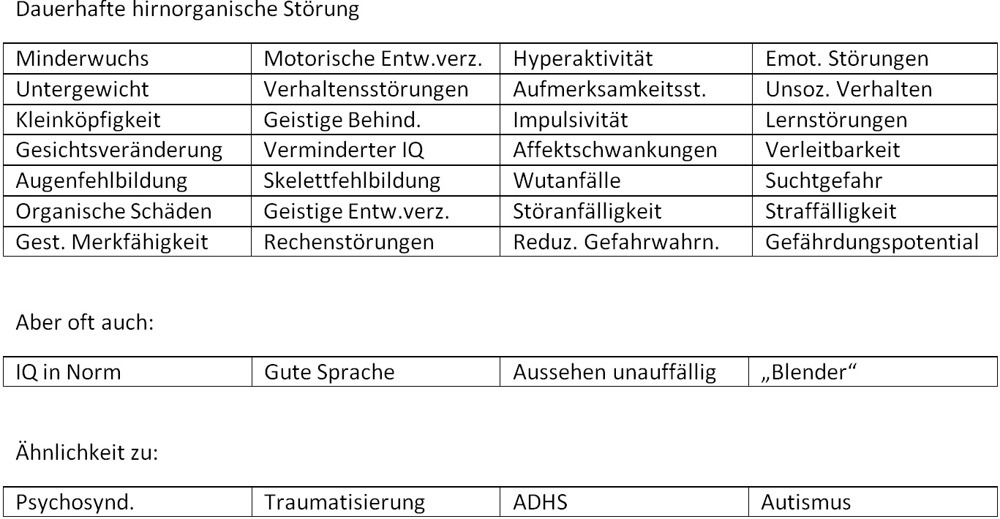 Dauerhafte hirnorganische Störung
Minderwuchs Motorische Entw.verz. Hyperaktivität Emot. Störungen
Untergewicht Verhaltensstörungen Aufmerksamkeitsst. Unsoz. Verhalten
Kleinköpfigkeit Geistige Behind. Impulsivität Lernstörungen
Gesichtsveränderung Verminderter IQ Affektschwankungen Verleitbarkeit
Augenfehlbildung Skelettfehlbildung Wutanfälle Suchtgefahr
Organische Schäden Geistige Entw.verz. Störanfälligkeit Straffälligkeit
Gest. Merkfähigkeit Rechenstörungen Reduz. Gefahrwahrn. Gefährdungspotential
Aber oft auch:
IQ in Norm Gute Sprache Aussehen unauffällig „Blender“
Ähnlichkeit zu:
Psychosynd. Traumatisierung ADHS Autismus